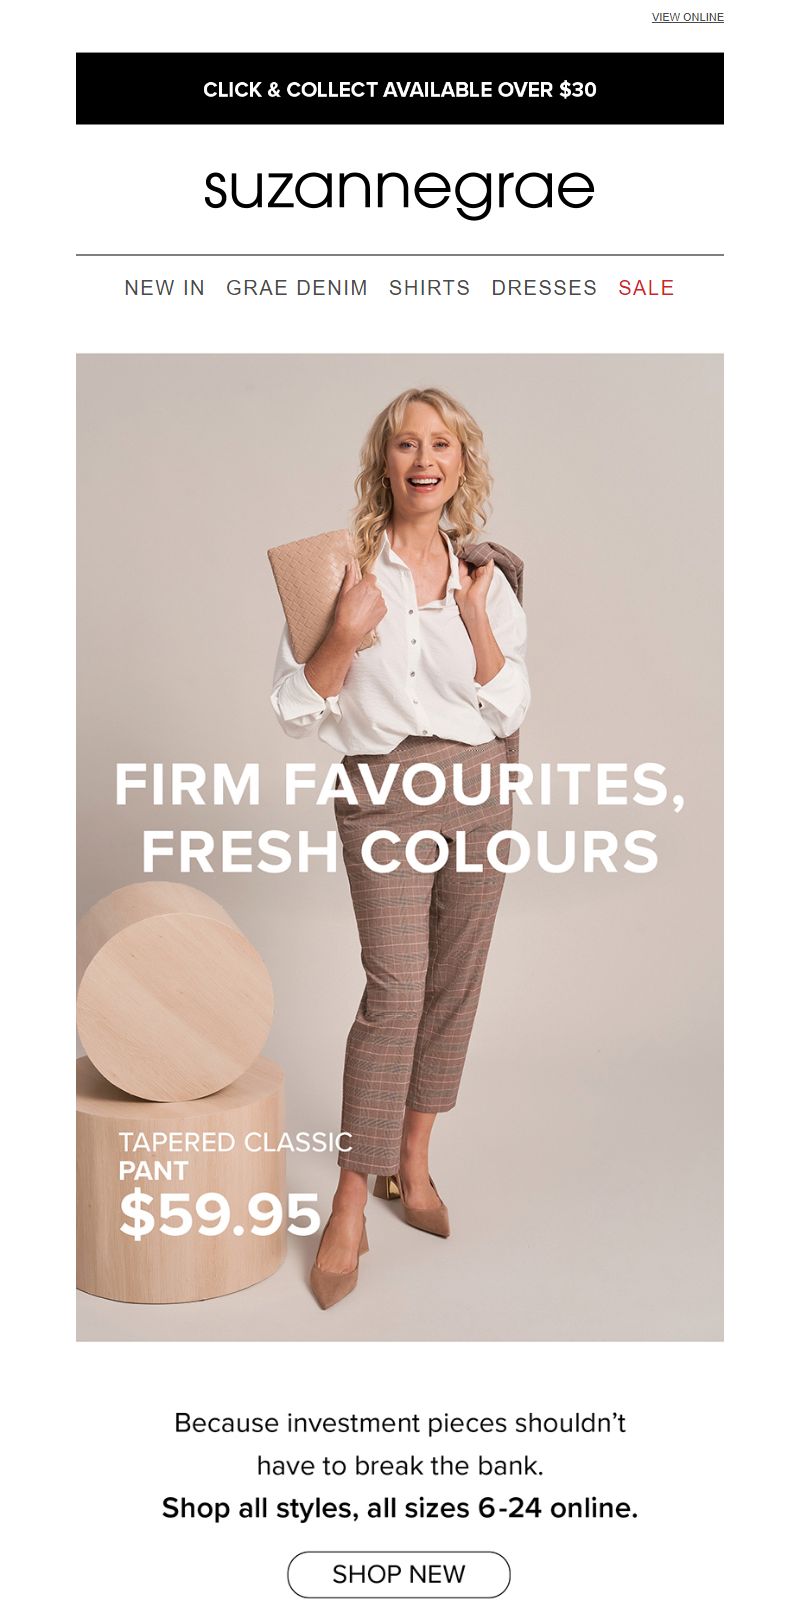 VIEW ONLINE
CLICK & COLLECT AVAILABLE OVER $30
suzannegrae
NEW IN GRAE DENIM SHIRTS DRESSES SALE
FIRM FAVOURITES,
FRESH COLOURS
TAPERED CLASSIC
PANT
$59.95
Because investment pieces shouldn’t
have to break the bank.
Shop all styles, all sizes 6-24 online.
SHOP NEW